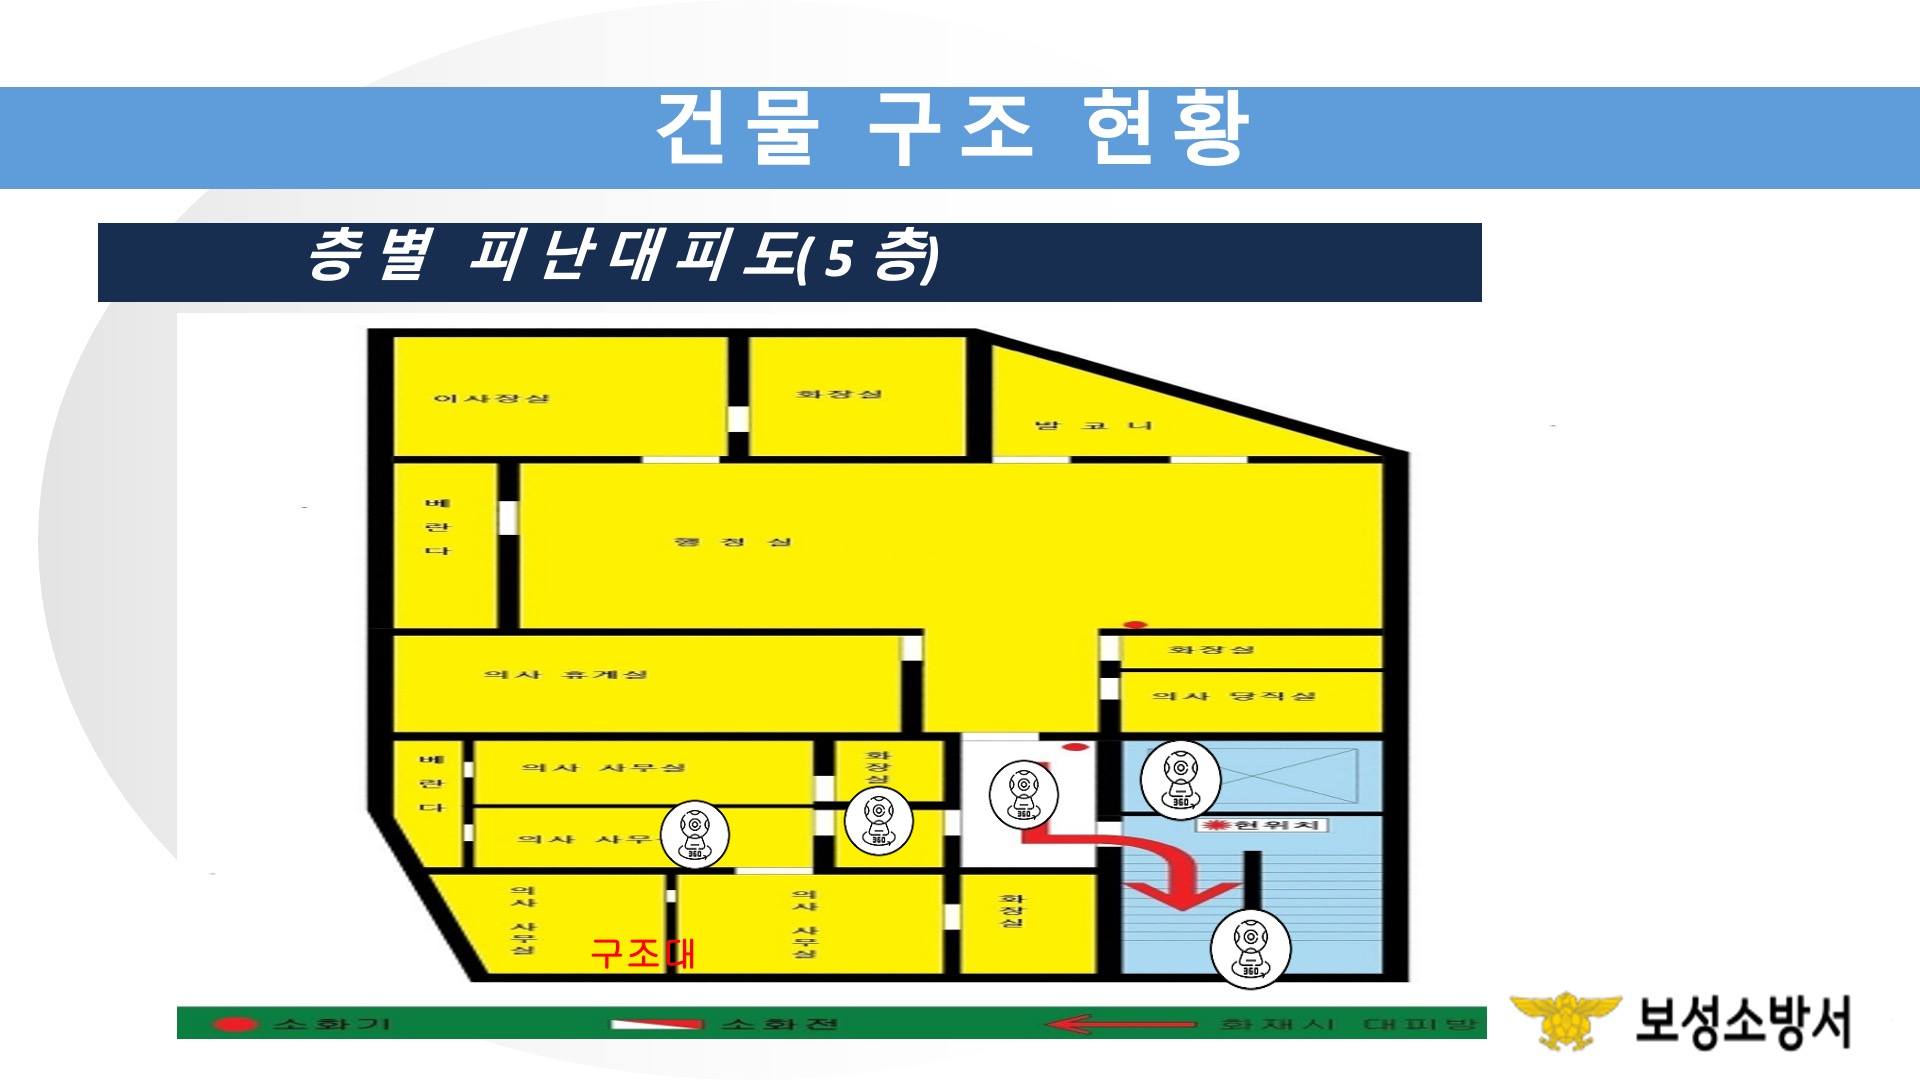 건물 구조 현황
층별 피난대피도(5층)
이사장실
화장실
발 코 니
베란다
행 정 실
의사 휴게실
화장실
의사 당직실
베란다
의사 사무실
화장실
360
360
360
현위치
의사 사무
360
360
의사 사무실
의사 사무실
화장실
구조대
소화기
소화전
화재시 대피방
보성소방서